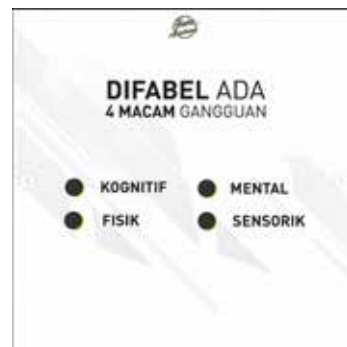 DIFABEL ADA
4 MACAM GANGGUAN
KOGNITIF
MENTAL
FISIK
SENSORIK